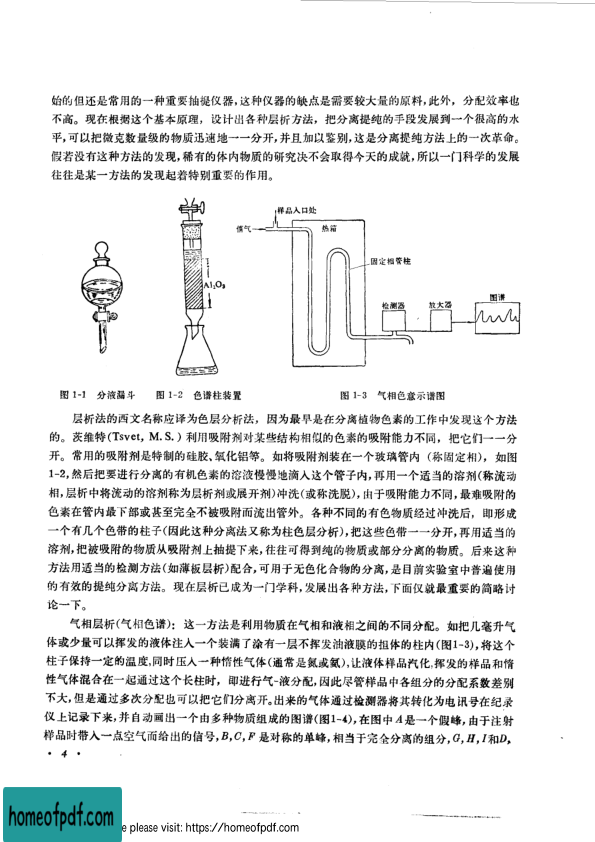 始的但还是常用的一种重要抽提仪器，这种仪器的缺点是需要较大量的原料，此外，分配效率也
不高。现在根据这个基本原理，设计出各种层析方法，把分离提纯的手段发展到一个很高的水
平，可以把微克数量级的物质迅速地一一分开，并且加以鉴别，这是分离提纯方法上的一次革命。
假若没有这种方法的发现，稀有的体内物质的研究决不会取得今天的成就，所以一门科学的发展
往往是某一方法的发现起着特别重要的作用。
样品入口处
惰气
热箱
固定相管柱
Al₂O₃
检测器
放大器
图谱
图 1-1 分液漏斗
图 1-2 色谱柱装置
图 1-3 气相色意示谱图
层析法的西文名称应译为色层分析法，因为最早是在分离植物色素的工作中发现这个方法
的。茨维特(Tsvet, M. S.)利用吸附剂对某些结构相似的色素的吸附能力不同，把它们一一分
开。常用的吸附剂是特制的硅胶、氧化铝等。如将吸附剂装在一个玻璃管内（称固定相)，如图
1-2，然后把要进行分离的有机色素的溶液慢慢地滴入这个管子内，再用一个适当的溶剂(称流动
相，层析中将流动的溶剂称为层析剂或展开剂)冲洗(或称洗脱)，由于吸附能力不同，最难吸附的
色素在管内最下部或甚至完全不被吸附而流出管外。各种不同的有色物质经过冲洗后，即形成
一个有几个色带的柱子(因此这种分离法又称为柱色层分析)，把这些色带一一分开，再用适当的
溶剂，把被吸附的物质从吸附剂上抽提下来，往往可得到纯的物质或部分分离的物质。后来这种
方法用适当的检测方法(如薄板层析)配合，可用于无色化合物的分离，是目前实验室中普遍使用
的有效的提纯分离方法。现在层析已成为一门学科，发展出各种方法，下面仅就最重要的简略讨
论一下。
气相层析(气相色谱)：这一方法是利用物质在气相和液相之间的不同分配。如把几毫升气
体或少量可以挥发的液体注入一个装满了涂有一层不挥发油液膜的担体的柱内(图1-3)，将这个
柱子保持一定的温度，同时压入一种惰性气体(通常是氮或氦)，让液体样品汽化，挥发的样品和惰
性气体混合在一起通过这个长柱时，即进行气-液分配，因此尽管样品中各组分的分配系数差别
不大，但是通过多次分配也可以把它们分离开。出来的气体通过检测器将其转化为电讯号在纪录
仪上记录下来，并自动画出一个由多种物质组成的图谱(图1-4)，在图中A是一个假峰，由于注射
样品时带入一点空气而给出的信号，B，C，F 是对称的单峰，相当于完全分离的组分，G，H，I和D，
· 4 ·
homeofpdf.com
e please visit: https://homeofpdf.com